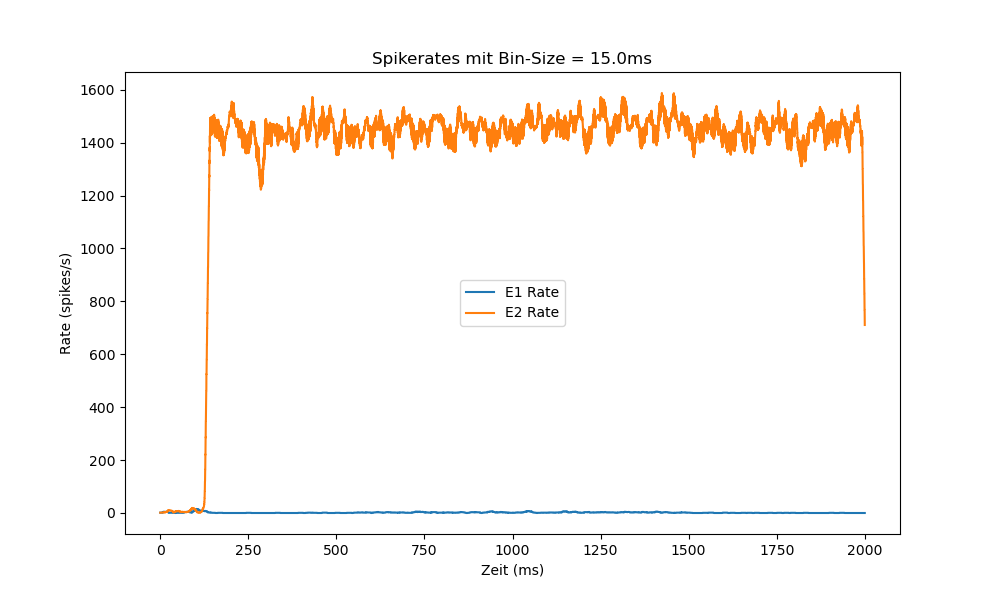 Spikerates mit Bin-Size = 15.0ms
1600
1400
1200
1000
800
600
400
200
0
Rate (spikes/s)
E1 Rate
E2 Rate
0 250 500 750 1000 1250 1500 1750 2000
Zeit (ms)